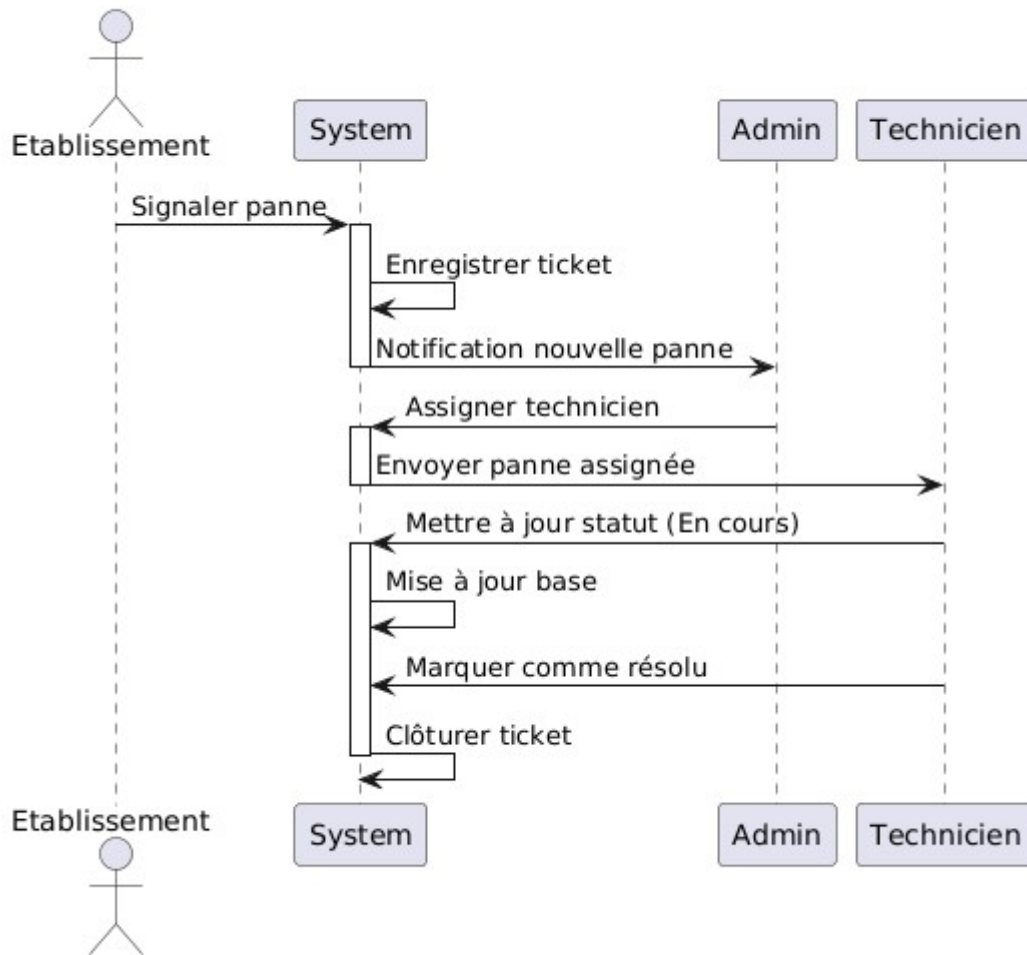 Etablissement
System
Admin
Technicien
Signaler panne
Enregistrer ticket
Notification nouvelle panne
Assigner technicien
Envoyer panne assignée
Mettre à jour statut (En cours)
Mise à jour base
Marquer comme résolu
Clôturer ticket
Etablissement
System
Admin
Technicien